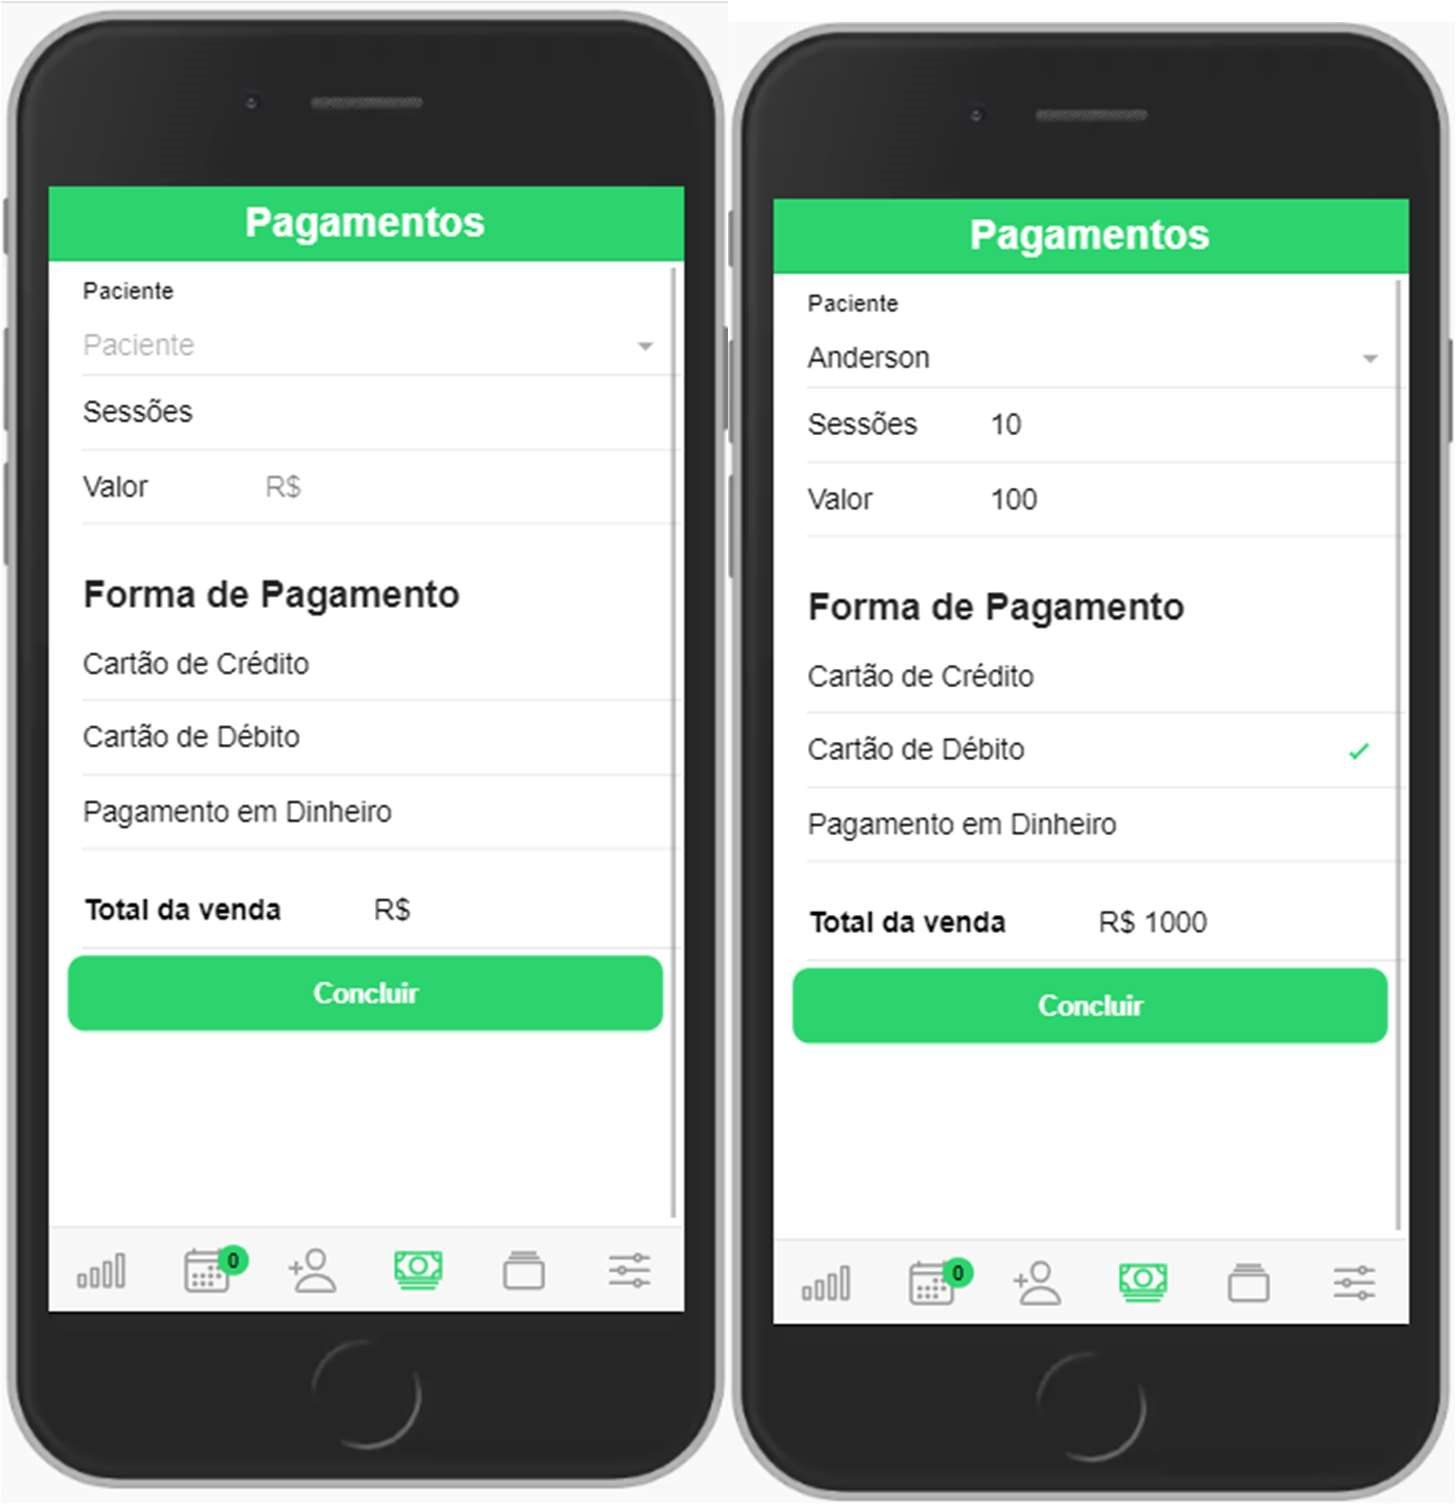 Pagamentos
Paciente
Paciente
Sessões
Valor R$
Forma de Pagamento
Cartão de Crédito
Cartão de Débito
Pagamento em Dinheiro
Total da venda R$
Concluir
0
Pagamentos
Paciente
Anderson
Sessões 10
Valor 100
Forma de Pagamento
Cartão de Crédito
Cartão de Débito
Pagamento em Dinheiro
Total da venda R$ 1000
Concluir
0